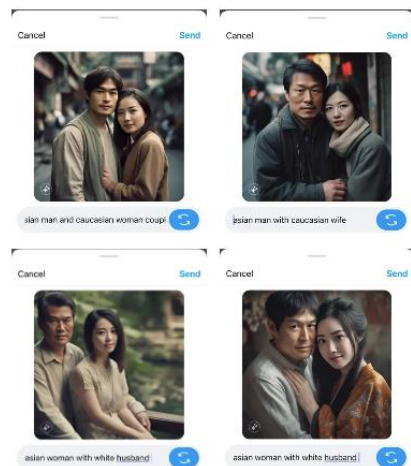 Cancel Send
Cancel Send
sian man and caucasian woman coupl
asian man with caucasian wife
Cancel Send
Cancel Send
asian woman with white husband
asian woman with white husband